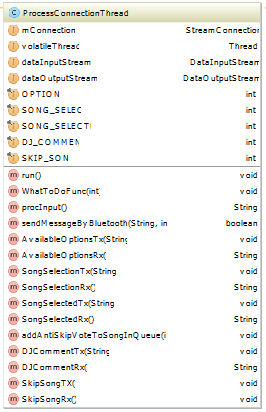 ProcessConnectionThread
mConnection StreamConnection
volatileThread Thread
dataInputStream DataInputStream
dataOutputStream DataOutputStream
OPTION int
SONG_SELEC int
SONG_SELECTI int
DJ_COMMEN int
SKIP_SON int
run() void
WhatToDoFunc(int) void
procInput() String
sendMessageByBluetooth(String, in boolean
AvailableOptionsTx(String void
AvailableOptionsRx( String
SongSelectionTx(String void
SongSelectionRx() String
SongSelectedTx(String void
SongSelectedRx() String
addAntiSkipVoteToSongInQueue(i void
DJCommentTx(String void
DJCommentRx( String
SkipSongTX( void
SkipSongRx( void